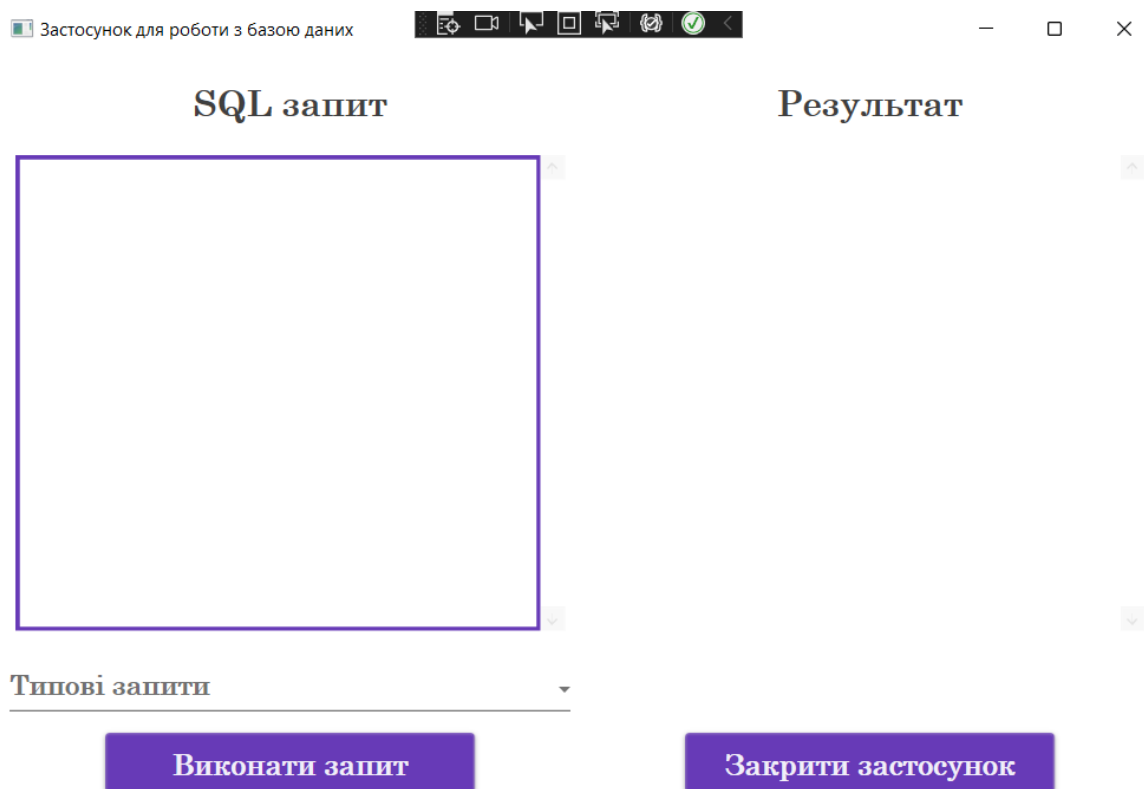 Застосунок для роботи з базою даних
SQL запит
Результат
Типові запити
Виконати запит
Закрити застосунок